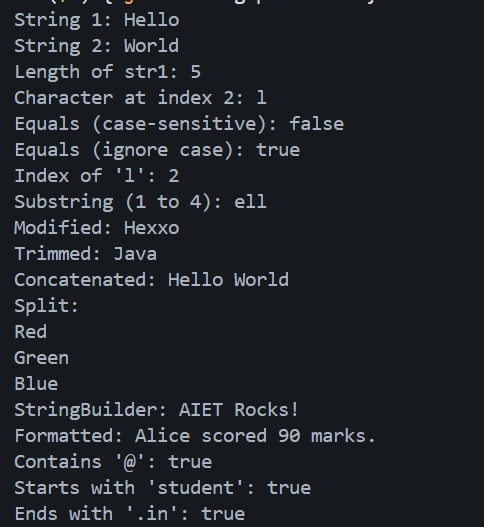 String 1: Hello
String 2: World
Length of str1: 5
Character at index 2: l
Equals (case-sensitive): false
Equals (ignore case): true
Index of 'l': 2
Substring (1 to 4): ell
Modified: Hexxo
Trimmed: Java
Concatenated: Hello World
Split:
Red
Green
Blue
StringBuilder: AIET Rocks!
Formatted: Alice scored 90 marks.
Contains '@': true
Starts with 'student': true
Ends with '.in': true